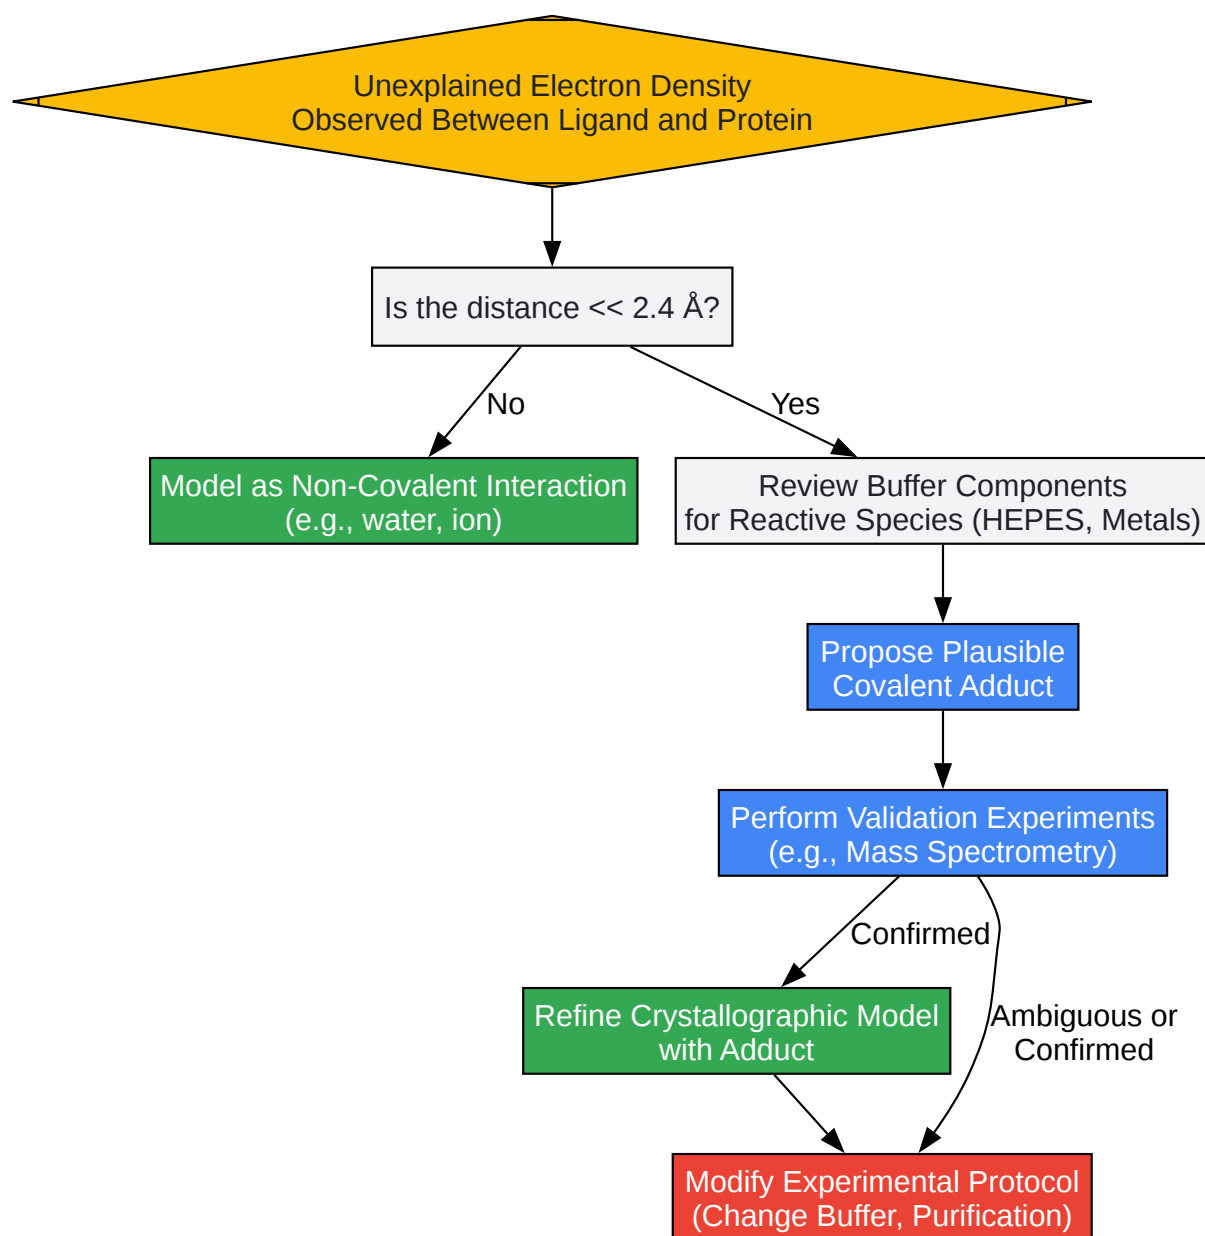 Unexplained Electron Density
Observed Between Ligand and Protein
Is the distance << 2.4 Å?
No
Yes
Model as Non-Covalent Interaction
(e.g., water, ion)
Review Buffer Components
for Reactive Species (HEPES, Metals)
Propose Plausible
Covalent Adduct
Perform Validation Experiments
(e.g., Mass Spectrometry)
Confirmed
Ambiguous or
Confirmed
Refine Crystallographic Model
with Adduct
Modify Experimental Protocol
(Change Buffer, Purification)